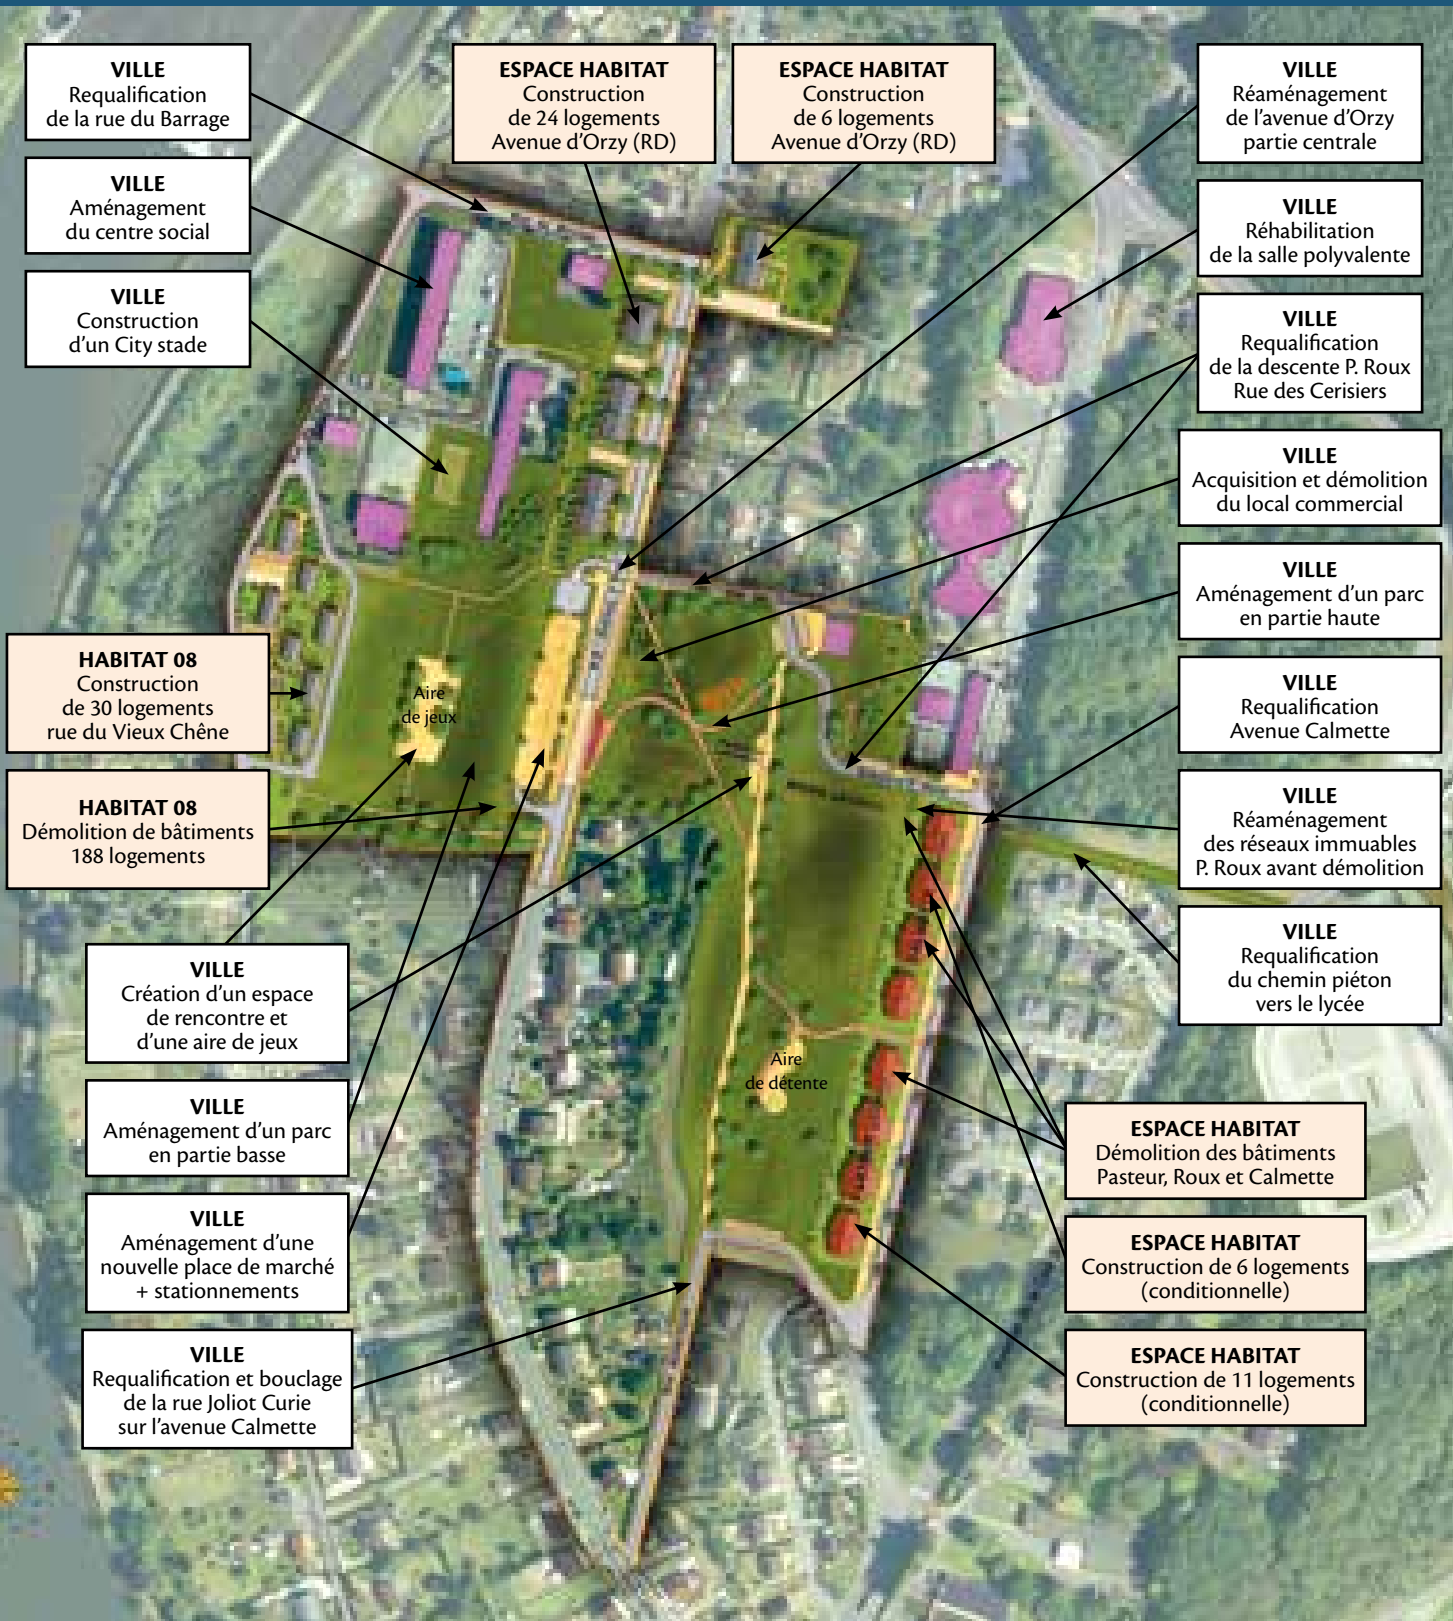 VILLE
Requalification
de la rue du Barrage
VILLE
Aménagement
du centre social
VILLE
Construction
d'un City stade
ESPACE HABITAT
Construction
de 24 logements
Avenue d'Orzy (RD)
ESPACE HABITAT
Construction
de 6 logements
Avenue d'Orzy (RD)
VILLE
Réaménagement
de l'avenue d'Orzy
partie centrale
VILLE
Réhabilitation
de la salle polyvalente
VILLE
Requalification
de la descente P. Roux
Rue des Cerisiers
VILLE
Acquisition et démolition
du local commercial
VILLE
Aménagement d'un parc
en partie haute
VILLE
Requalification
Avenue Calmette
VILLE
Réaménagement
des réseaux immuables
P. Roux avant démolition
VILLE
Requalification
du chemin piéton
vers le lycée
HABITAT 08
Construction
de 30 logements
rue du Vieux Chêne
HABITAT 08
Démolition de bâtiments
188 logements
Aire
de jeux
VILLE
Création d'un espace
de rencontre et
d'une aire de jeux
VILLE
Aménagement d'un parc
en partie basse
VILLE
Aménagement d'une
nouvelle place de marché
+ stationnements
VILLE
Requalification et bouclage
de la rue Joliot Curie
sur l'avenue Calmette
Aire
de détente
ESPACE HABITAT
Démolition des bâtiments
Pasteur, Roux et Calmette
ESPACE HABITAT
Construction de 6 logements
(conditionnelle)
ESPACE HABITAT
Construction de 11 logements
(conditionnelle)